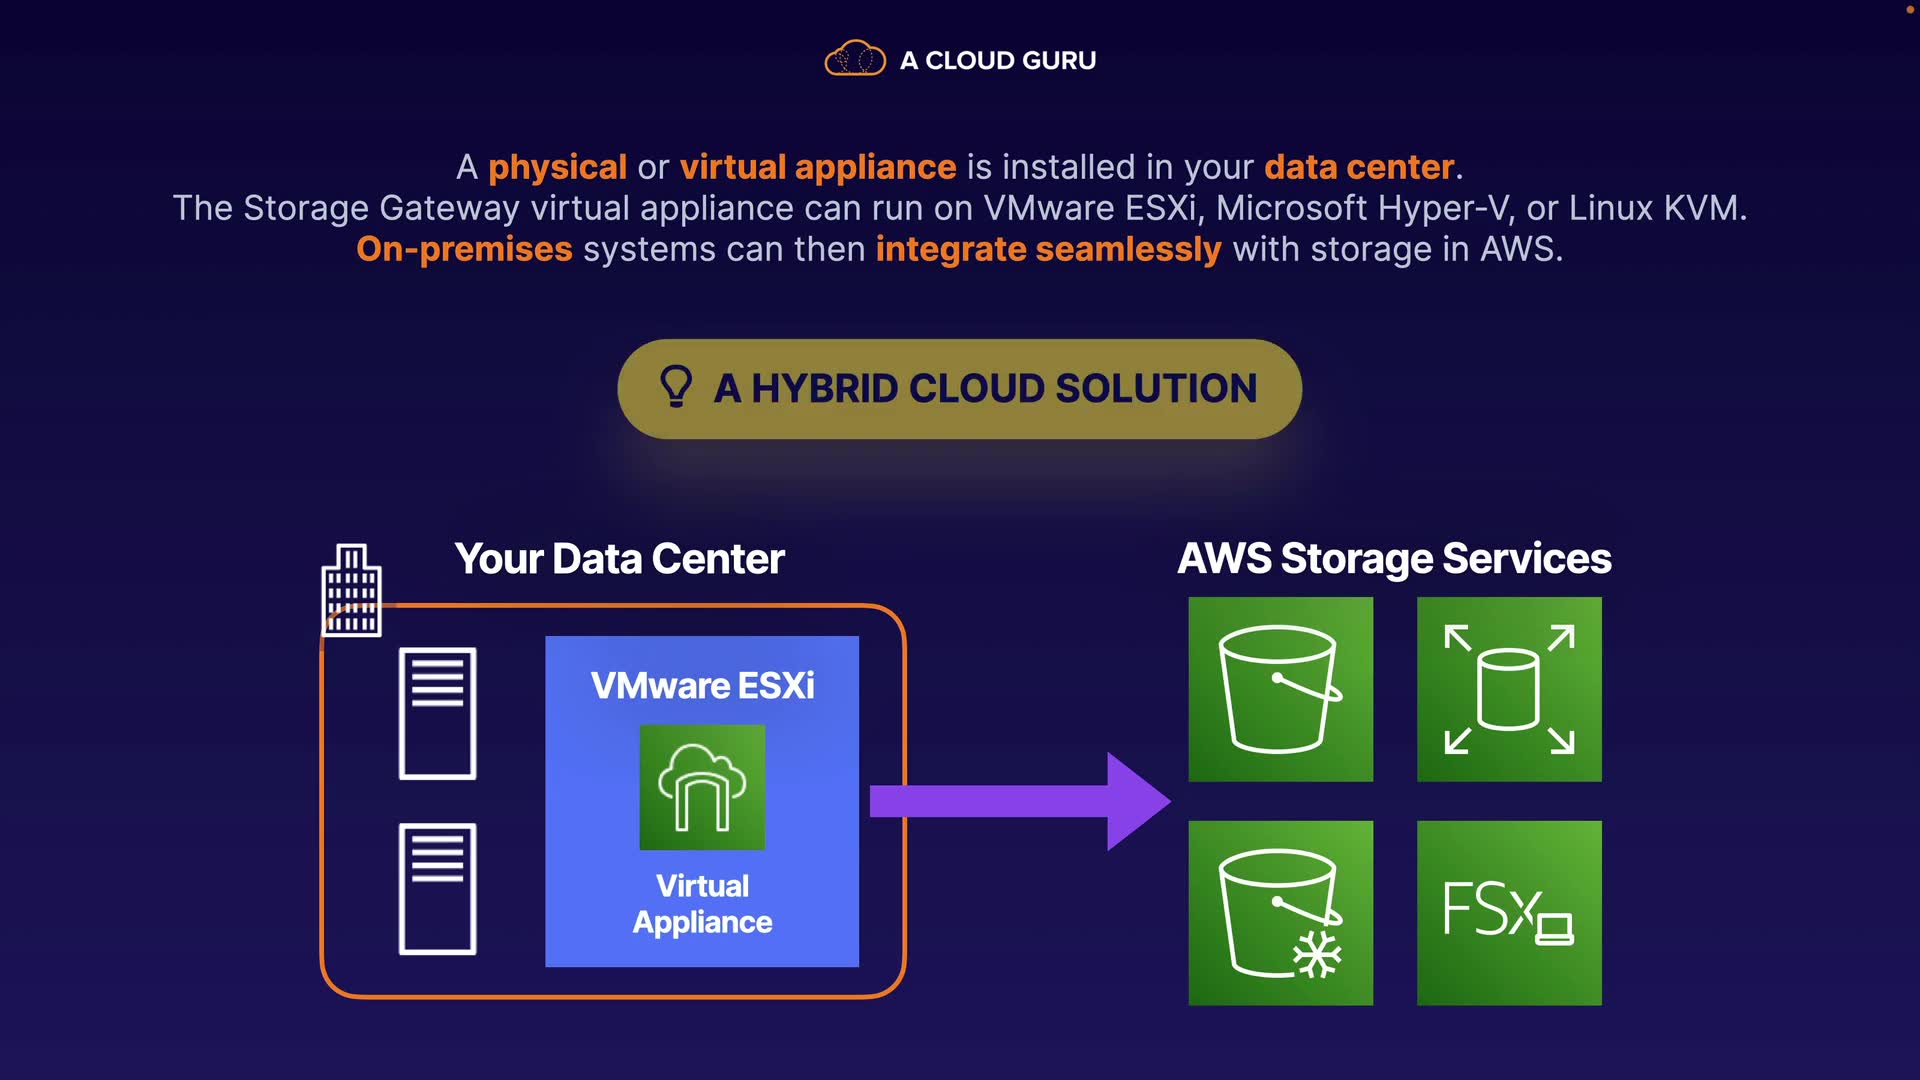 A CLOUD GURU
A physical or virtual appliance is installed in your data center.
The Storage Gateway virtual appliance can run on VMware ESXi, Microsoft Hyper-V, or Linux KVM.
On-premises systems can then integrate seamlessly with storage in AWS.
A HYBRID CLOUD SOLUTION
Your Data Center
VMware ESXi
Virtual
Appliance
AWS Storage Services
FSx